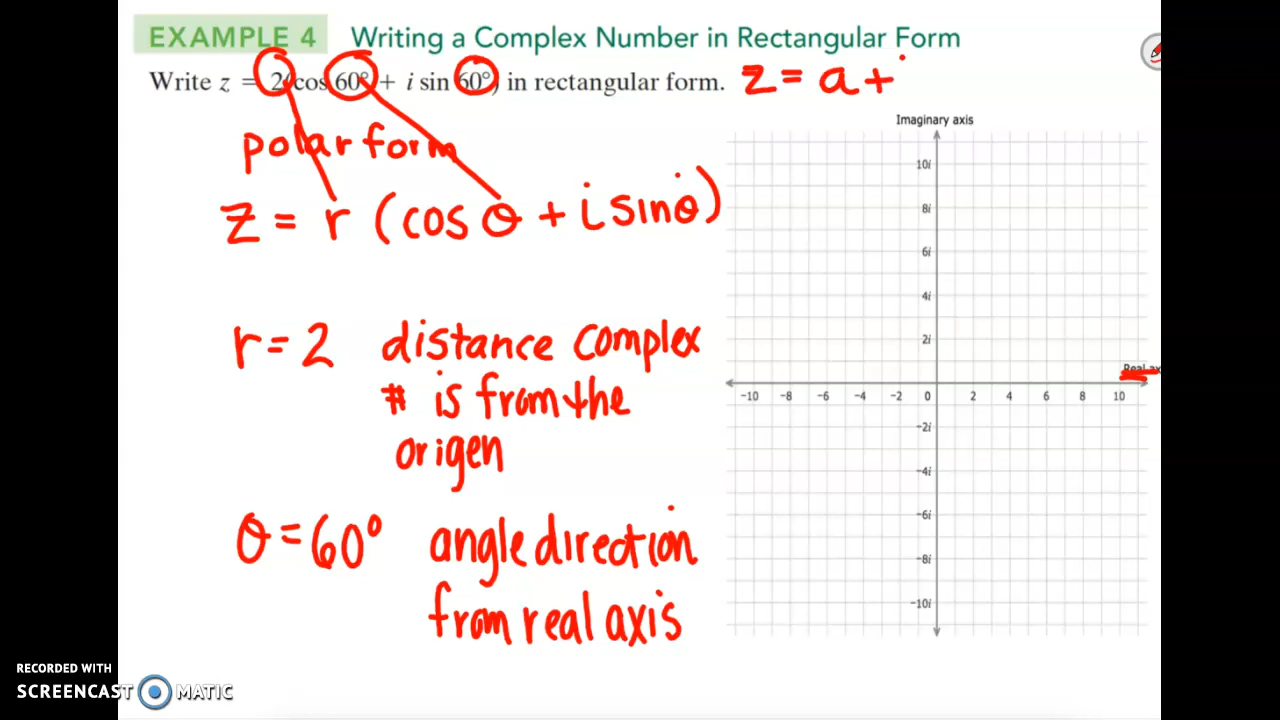 EXAMPLE 4 Writing a Complex Number in Rectangular Form
Write z = 2(cos 60° + i sin 60°) in rectangular form. z = a + i
polar form
z = r (cos θ + i sin θ)
r = 2 distance complex
# is from the
origen
θ = 60° angle direction
from real axis
Imaginary axis
10i
8i
6i
4i
2i
Real ax
-10 -8 -6 -4 -2 0 2 4 6 8 10
-2i
-4i
-6i
-8i
-10i
RECORDED WITH
SCREENCAST MATIC